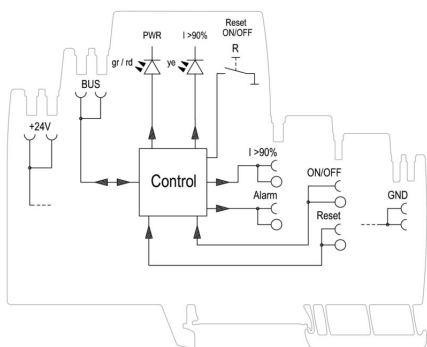 PWR
I >90%
Reset
ON/OFF
R
gr / rd
ye
BUS
+24V
Control
I >90%
Alarm
ON/OFF
Reset
GND